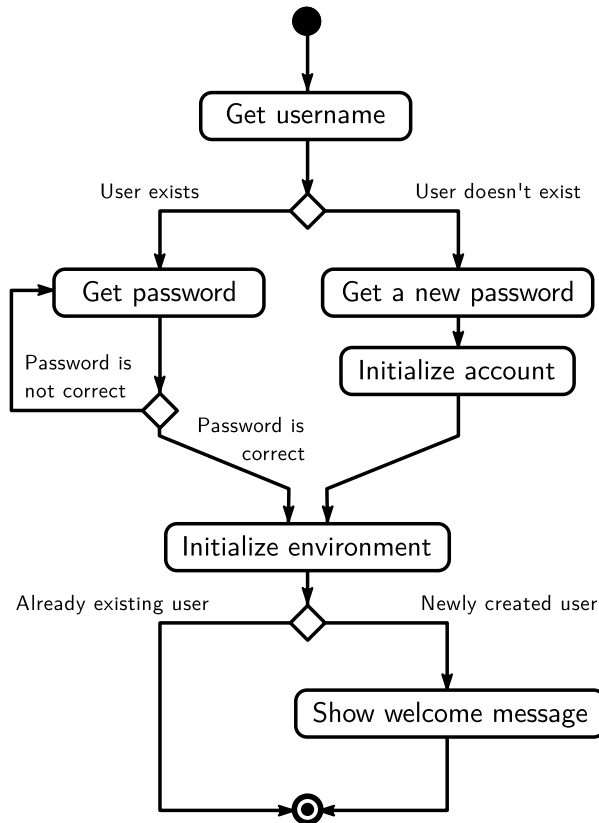 Get username
User exists
User doesn't exist
Get password
Get a new password
Password is
not correct
Initialize account
Password is
correct
Initialize environment
Already existing user
Newly created user
Show welcome message